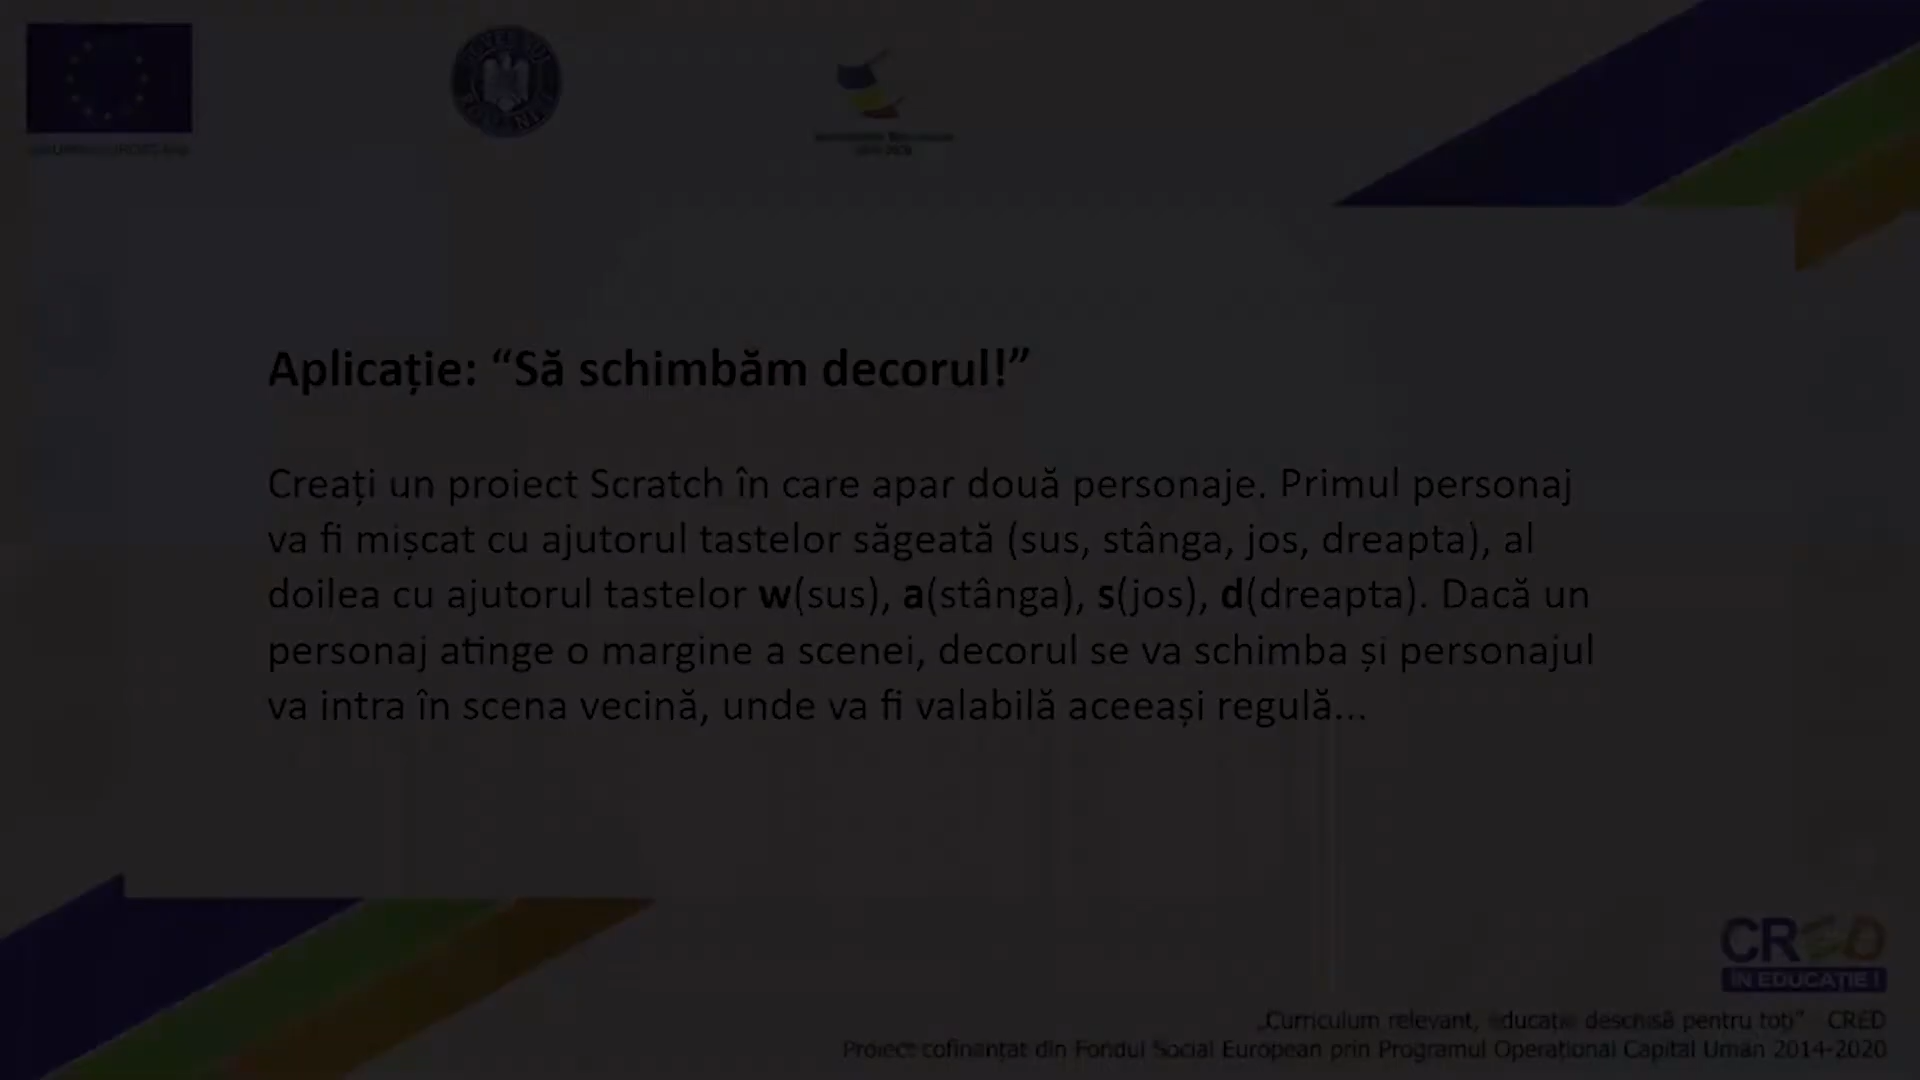 GUVERNUL ROMÂNIEI
2014-2020
Aplicație: “Să schimbăm decorul!”
Creați un proiect Scratch în care apar două personaje. Primul personaj
va fi mișcat cu ajutorul tastelor săgeată (sus, stânga, jos, dreapta), al
doilea cu ajutorul tastelor w(sus), a(stânga), s(jos), d(dreapta). Dacă un
personaj atinge o margine a scenei, decorul se va schimba și personajul
va intra în scena vecină, unde va fi valabilă aceeași regulă...
CRED
ÎN EDUCAȚIE!
„Curriculum relevant, educație deschisă pentru toți” - CRED
Proiect cofinanțat din Fondul Social European prin Programul Operațional Capital Uman 2014-2020